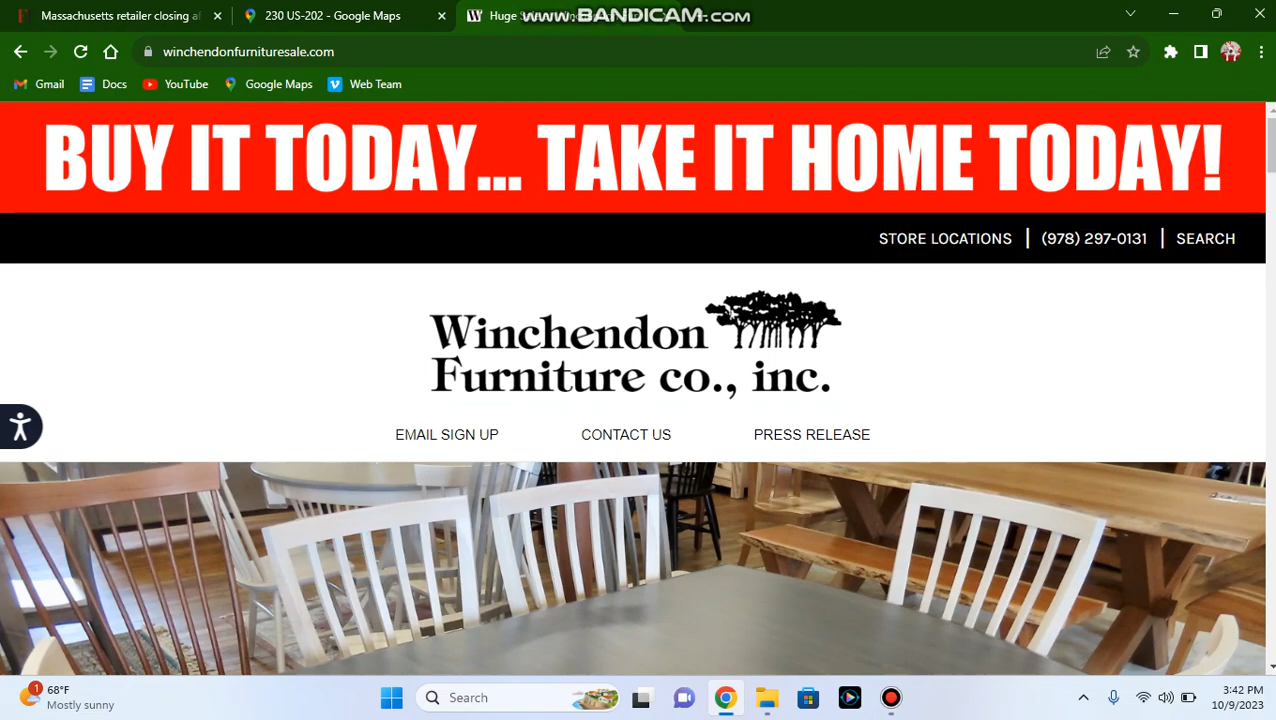 Massachusetts retailer closing af
230 US-202 - Google Maps
Huge
WWW.BANDICAM.COM
winchendonfurnituresale.com
Gmail
Docs
YouTube
Google Maps
Web Team
BUY IT TODAY... TAKE IT HOME TODAY!
STORE LOCATIONS
(978) 297-0131
SEARCH
Winchendon
Furniture co., inc.
EMAIL SIGN UP
CONTACT US
PRESS RELEASE
1
68°F
Mostly sunny
Search
3:42 PM
10/9/2023